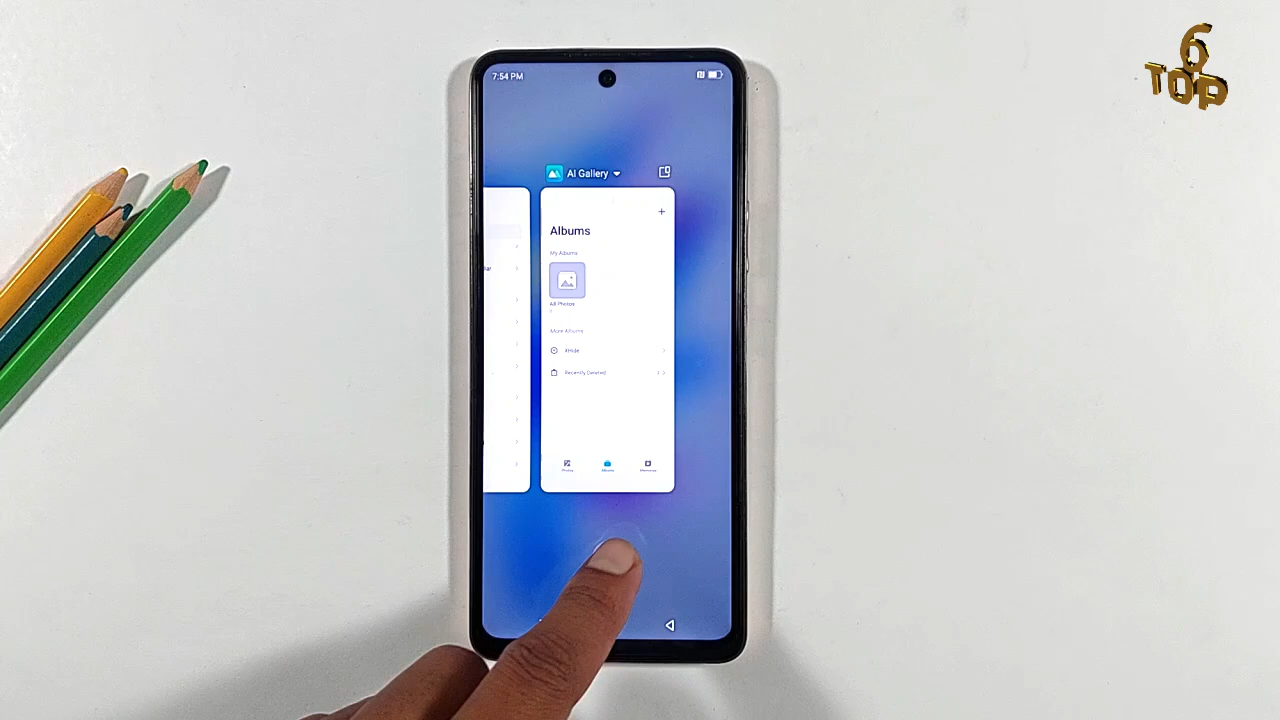 6
TOP
7:54 PM
AI Gallery
Albums
My Albums
All Photos
More Albums
#Hide
Recently Deleted
Photos
Albums
Memories